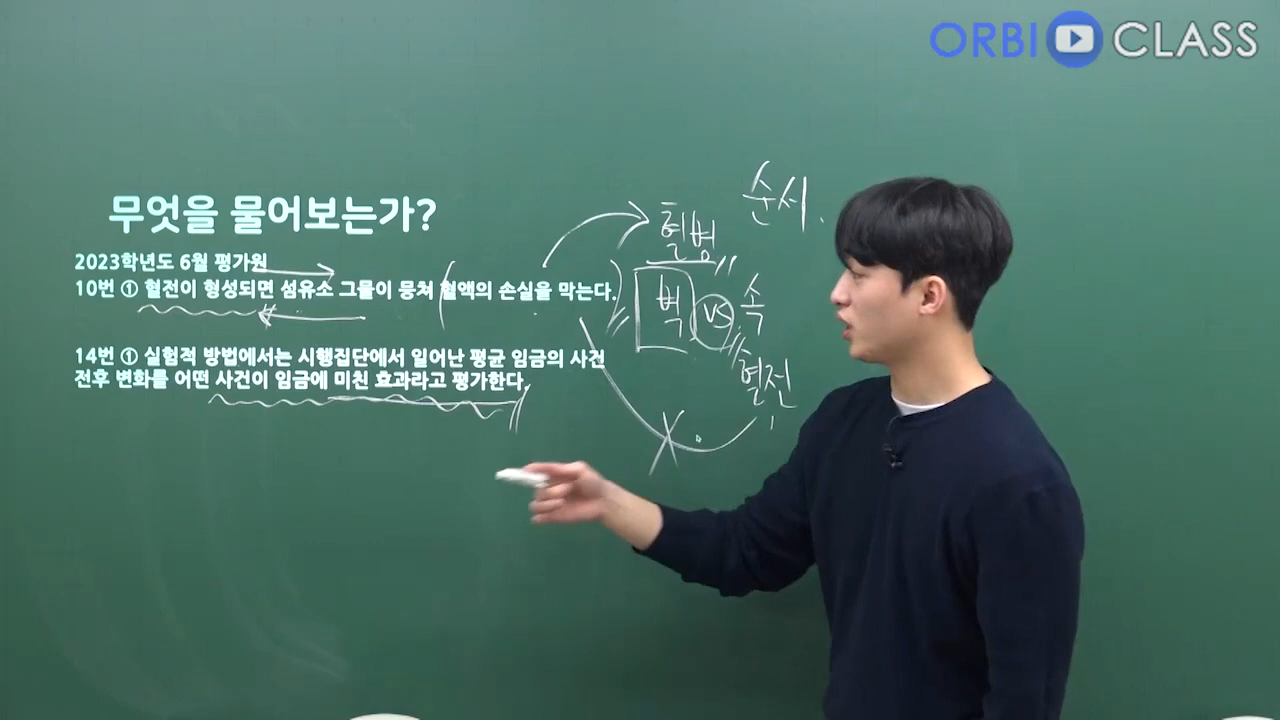 ORBI CLASS
무엇을 물어보는가?
2023학년도 6월 평가원
10번 ① 혈전이 형성되면 섬유소 그물이 뭉쳐 혈액의 손실을 막는다.
14번 ① 실험적 방법에서는 시행집단에서 일어난 평균 임금의 사건
전후 변화를 어떤 사건이 임금에 미친 효과라고 평가한다.
순서.
혈병
벽 VS 속
혈전
X